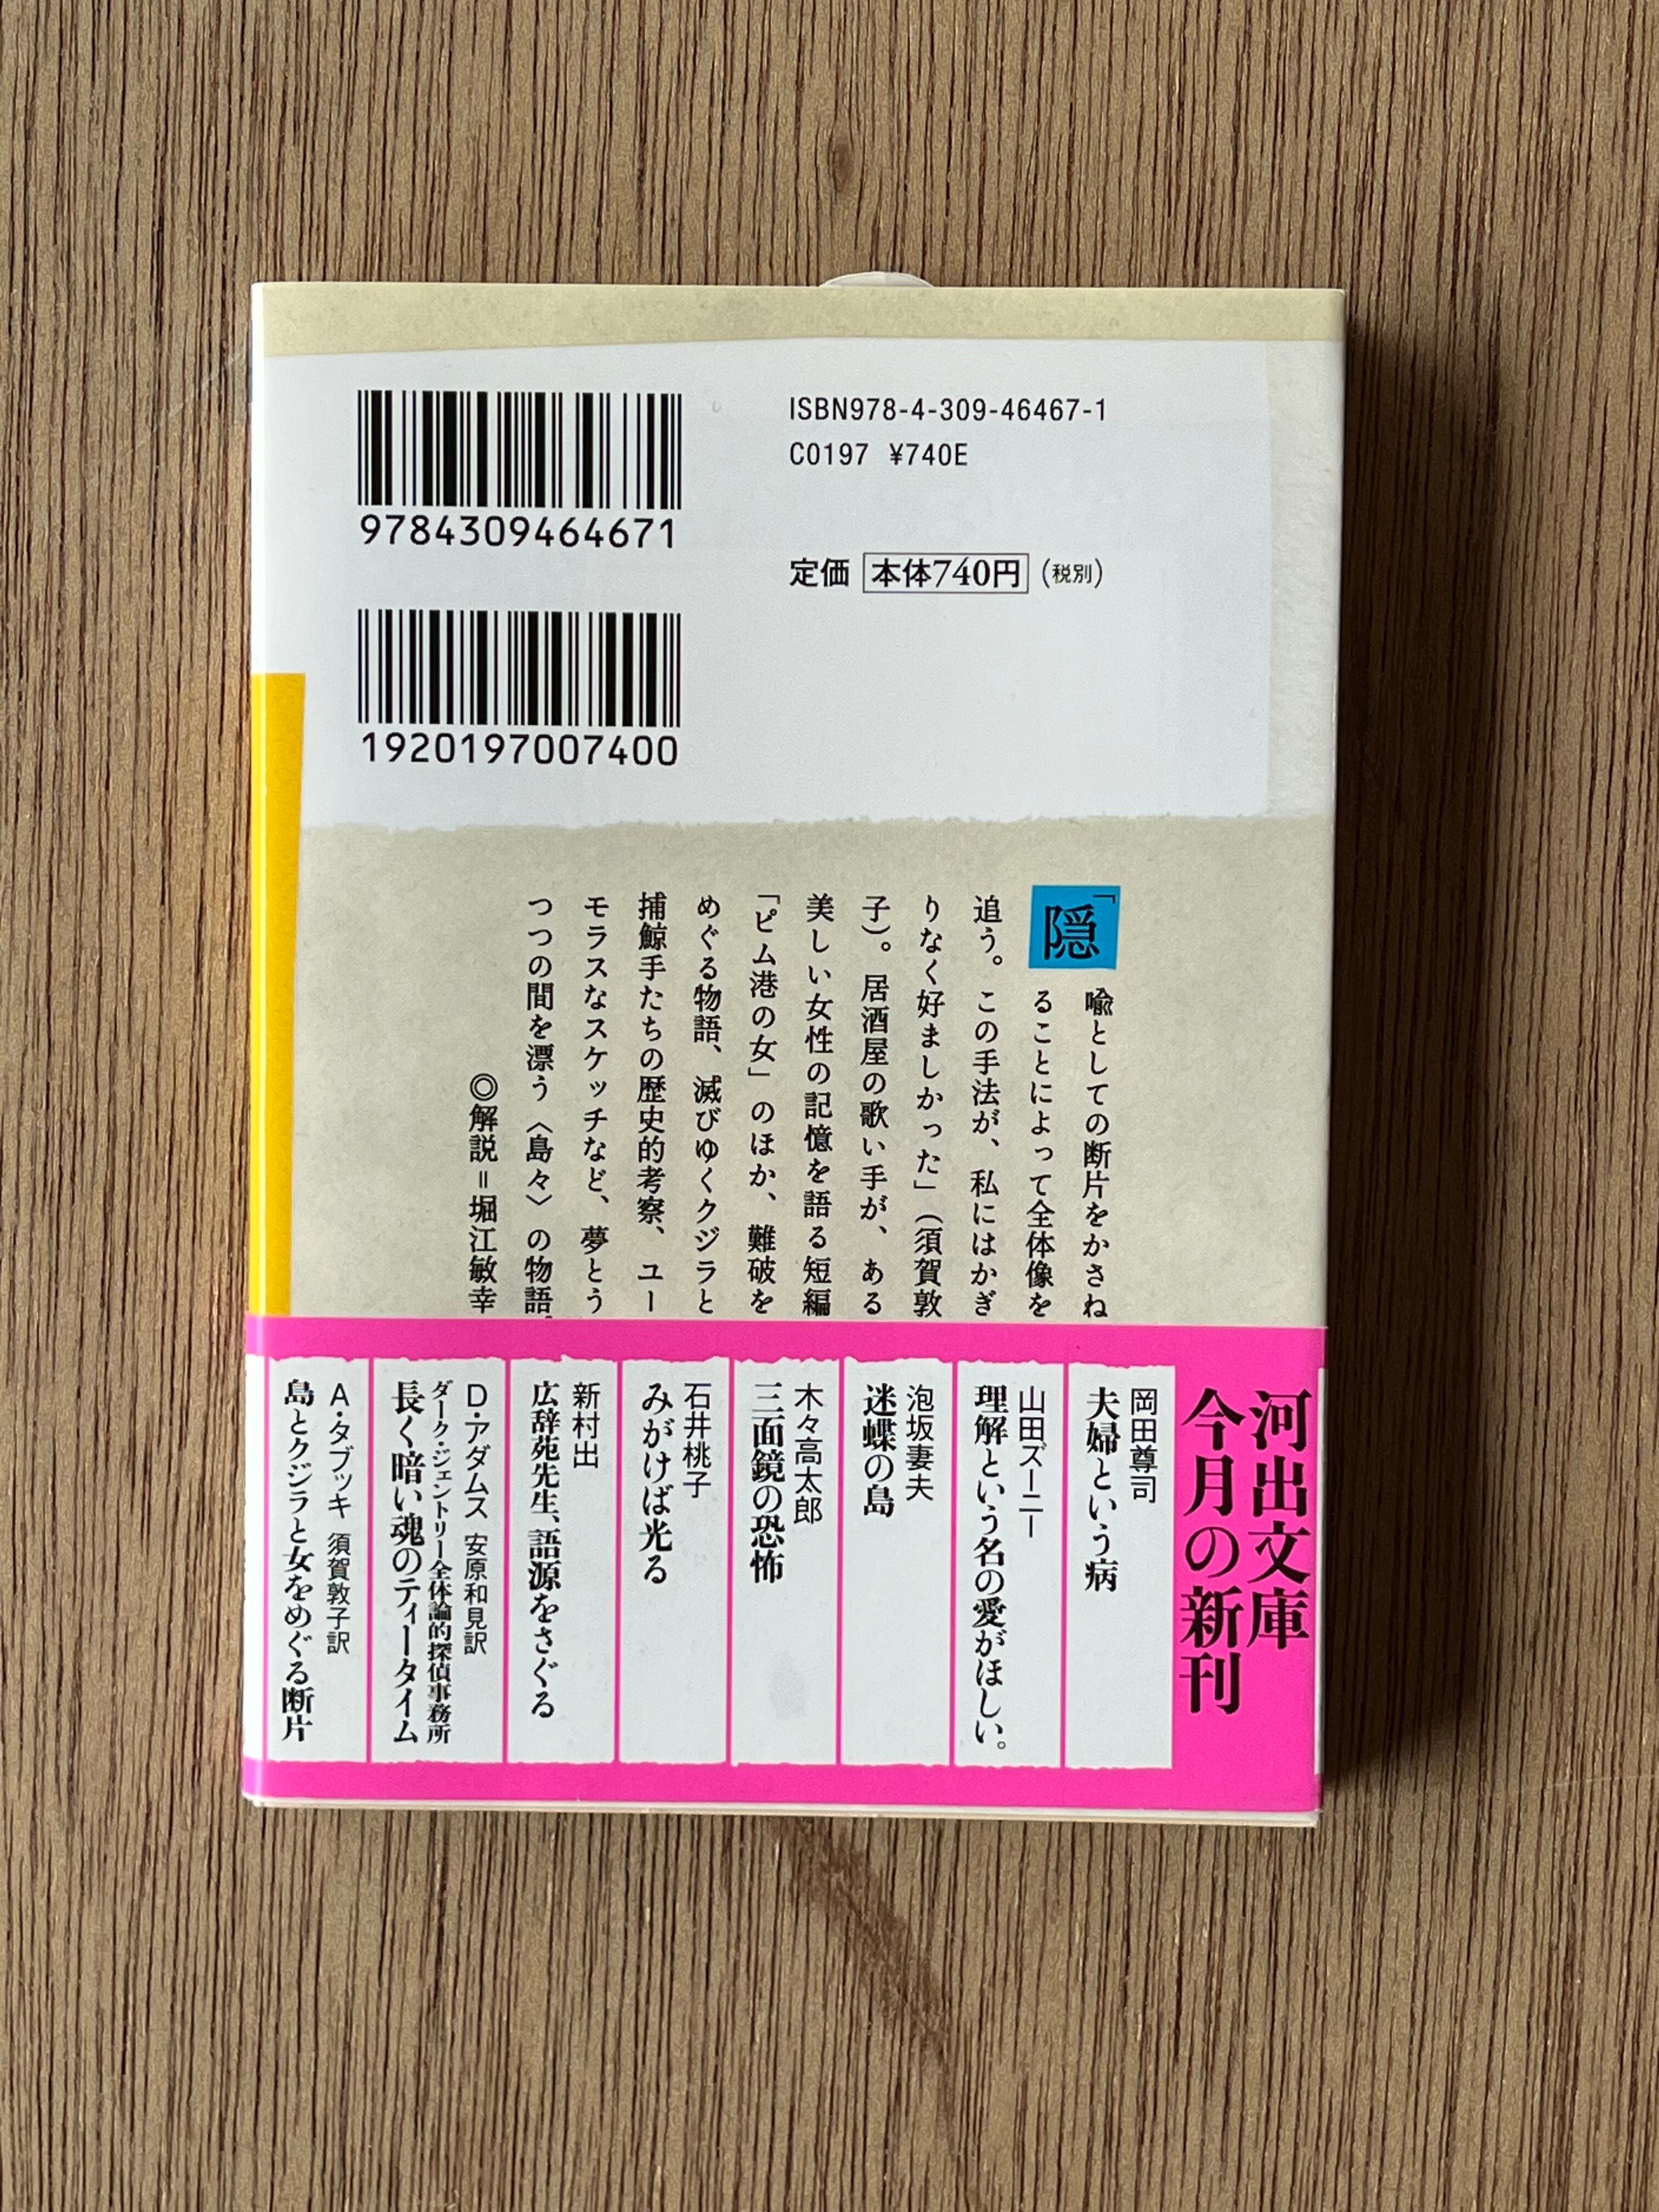 9784309464671
1920197007400
ISBN978-4-309-46467-1
C0197 ¥740E
定価 本体740円 (税別)
「隠喩としての断片をかさね
ることによって全体像を
追う。この手法が、私にはかぎ
りなく好ましかった」(須賀敦
子)。居酒屋の歌い手が、ある
美しい女性の記憶を語る短編
「ピム港の女」のほか、難破を
めぐる物語、滅びゆくクジラと
捕鯨手たちの歴史的考察、ユー
モラスなスケッチなど、夢とう
つつの間を漂う〈島々〉の物語。
◎解説=堀江敏幸
河出文庫
今月の新刊
岡田尊司
夫婦という病
山田ズーニー
理解という名の愛がほしい。
泡坂妻夫
迷蝶の島
木々高太郎
三面鏡の恐怖
石井桃子
みがけば光る
新村出
広辞苑先生、語源をさぐる
D・アダムス 安原和見訳
ダーク・ジェントリー全体論的探偵事務所
長く暗い魂のティータイム
A・タブッキ 須賀敦子訳
島とクジラと女をめぐる断片